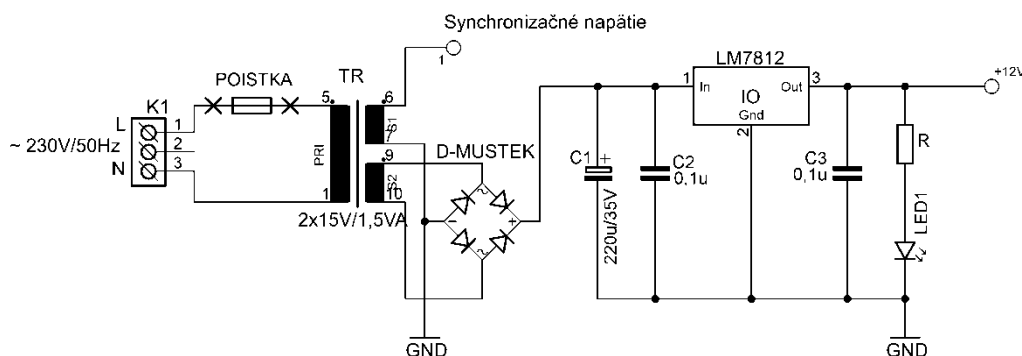 Synchronizačné napätie
1
LM7812
POISTKA
TR
+12V
K1
5
6
1
In
Out
3
IO
Gnd
2
L
1
S1
~ 230V/50Hz
2
7
D-MUSTEK
R
N
3
PRI
9
C1
+
C2
0,1u
C3
0,1u
S2
1
10
~
2x15V/1,5VA
-
+
220u/35V
LED1
~
GND
GND